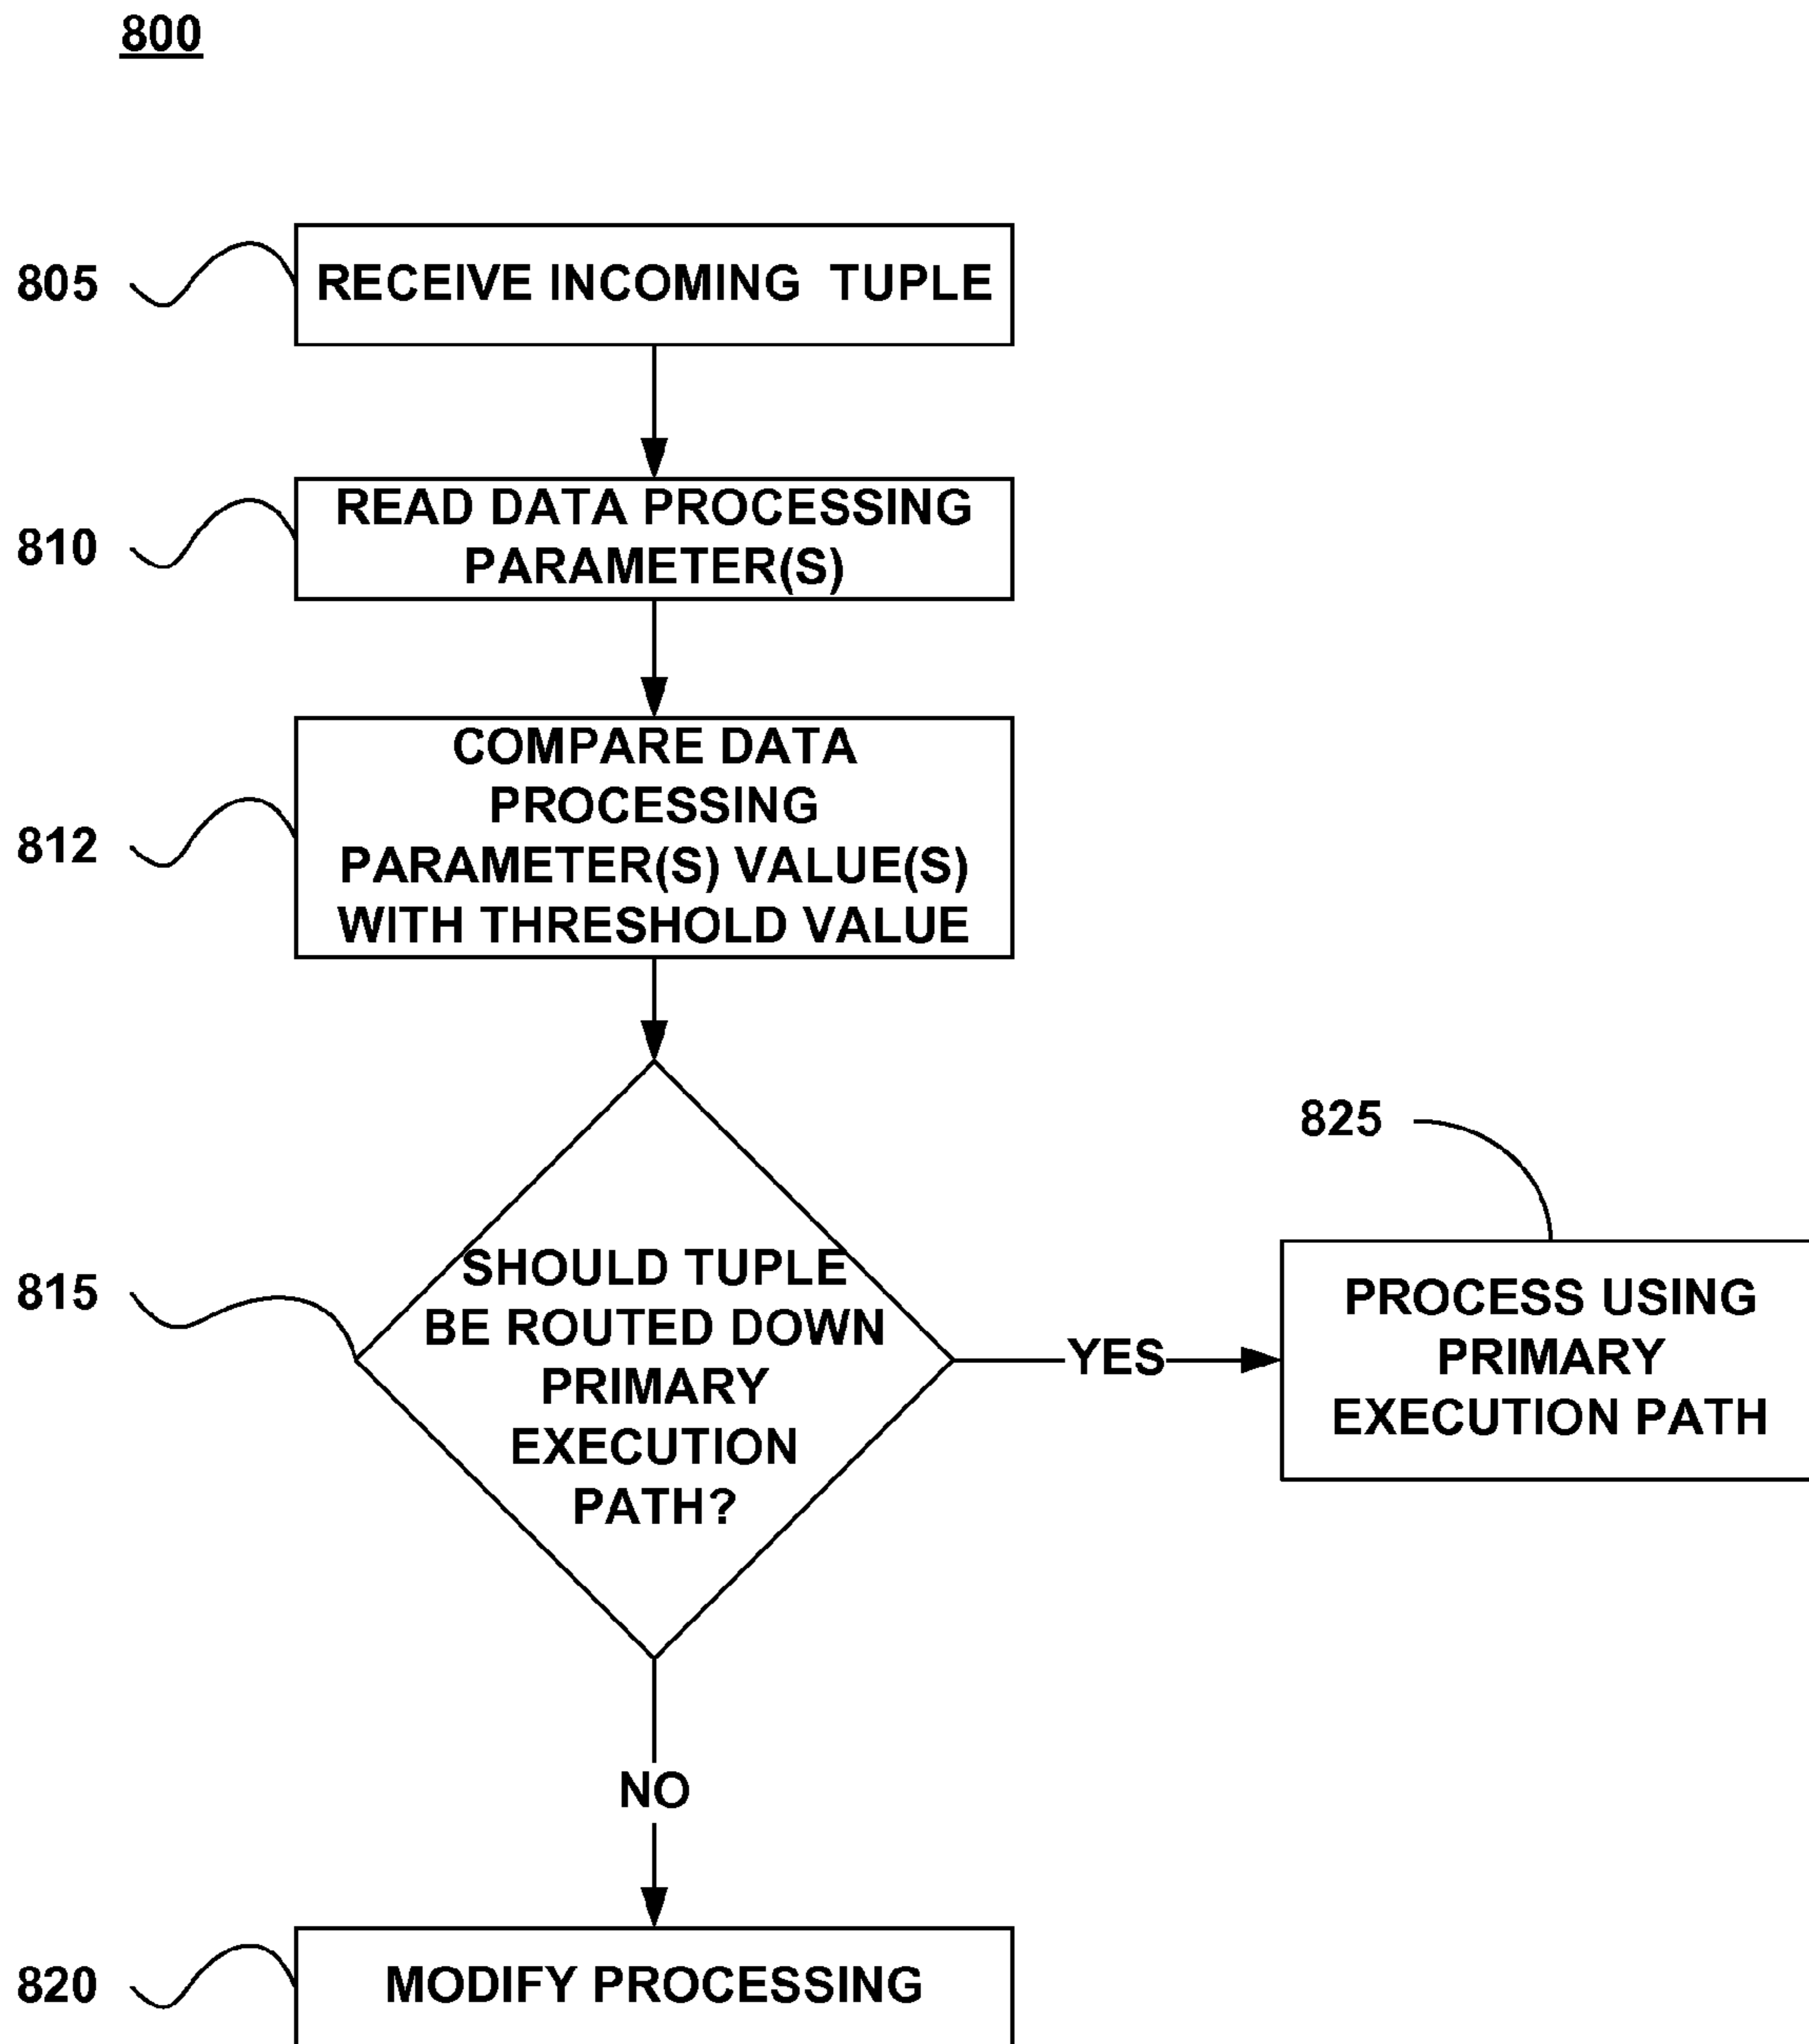 800
805
RECEIVE INCOMING TUPLE
810
READ DATA PROCESSING
PARAMETER(S)
812
COMPARE DATA
PROCESSING
PARAMETER(S) VALUE(S)
WITH THRESHOLD VALUE
815
SHOULD TUPLE
BE ROUTED DOWN
PRIMARY
EXECUTION
PATH?
YES
825
PROCESS USING
PRIMARY
EXECUTION PATH
NO
820
MODIFY PROCESSING